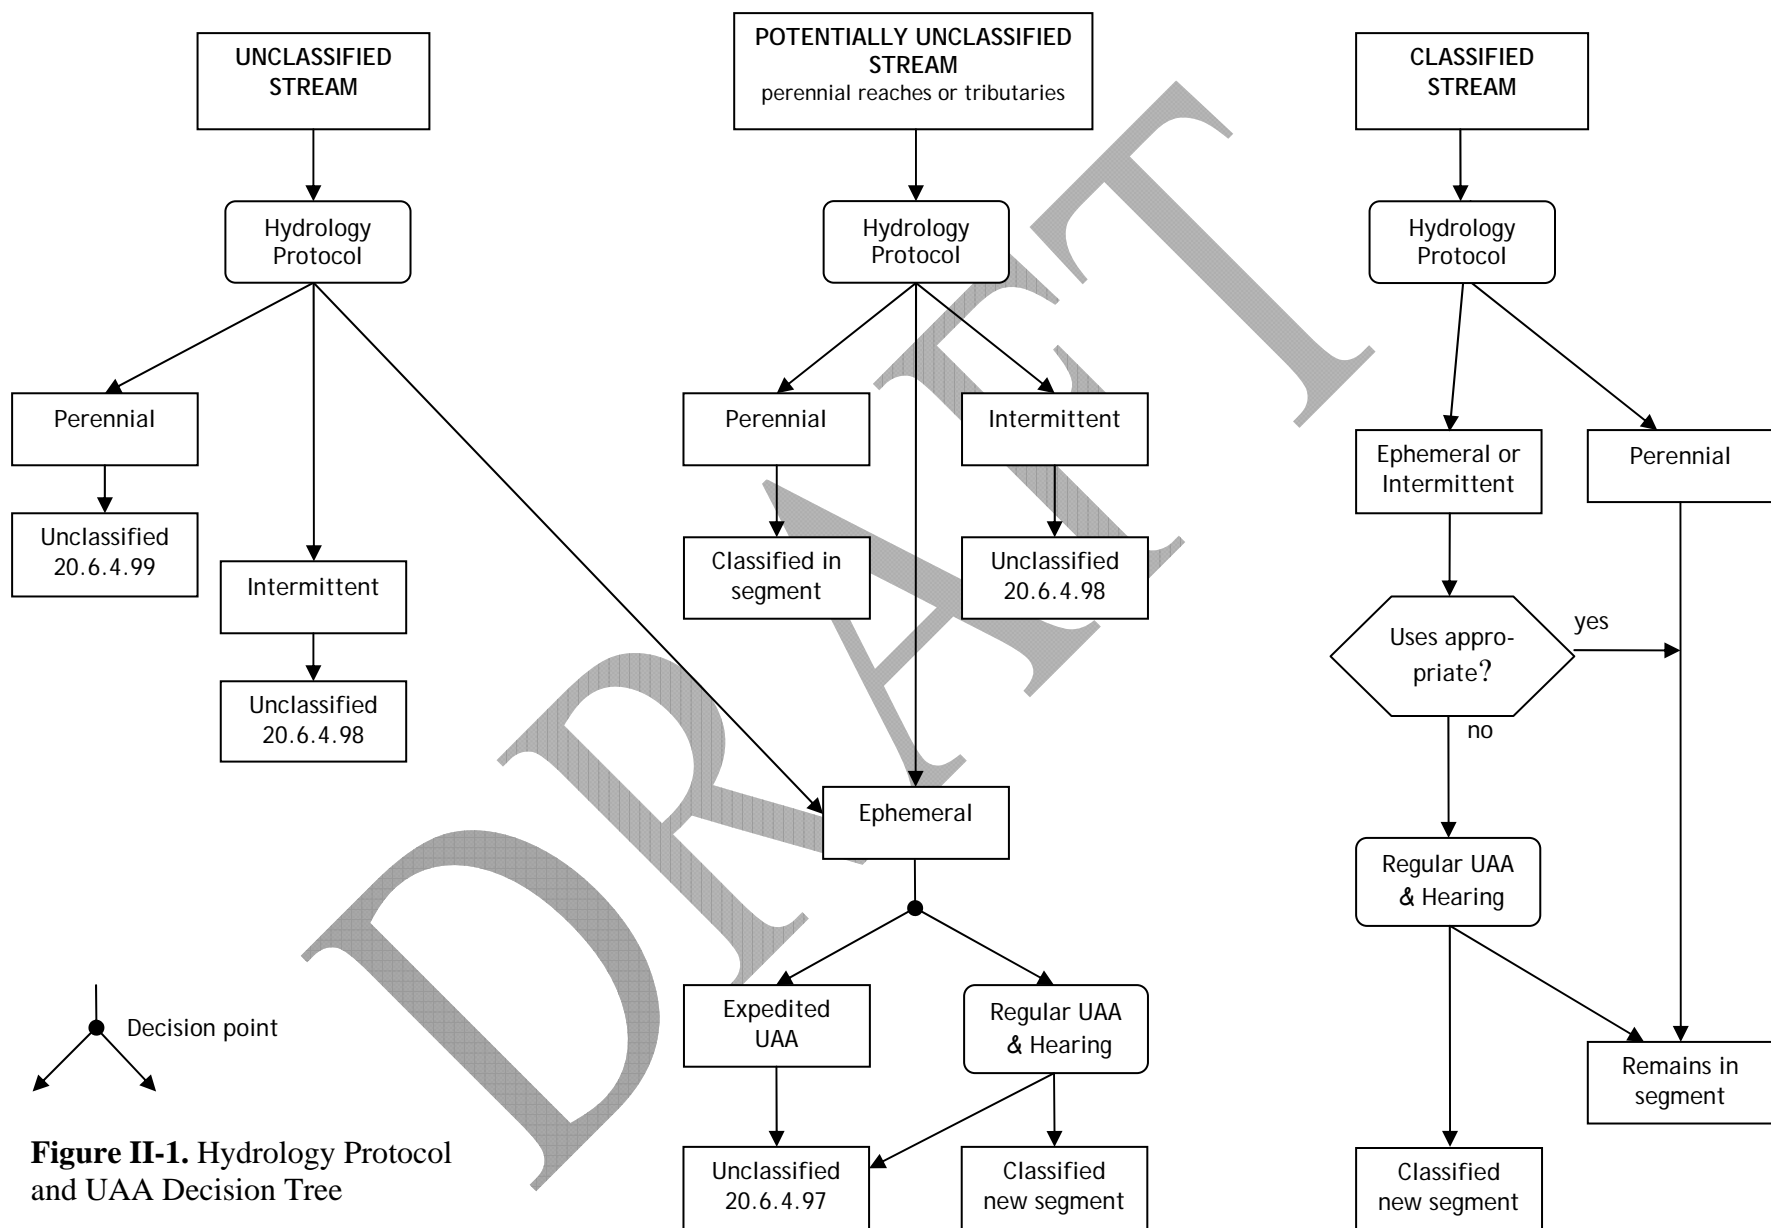 UNCLASSIFIED
STREAM
POTENTIALLY UNCLASSIFIED
STREAM
perennial reaches or tributaries
CLASSIFIED
STREAM
Hydrology
Protocol
Hydrology
Protocol
Hydrology
Protocol
Perennial
Unclassified
20.6.4.99
Intermittent
Unclassified
20.6.4.98
Perennial
Classified in
segment
Intermittent
Unclassified
20.6.4.98
Ephemeral or
Intermittent
Perennial
Uses appro-
priate?
yes
no
Ephemeral
Regular UAA
& Hearing
Expedited
UAA
Regular UAA
& Hearing
Remains in
segment
Decision point
Unclassified
20.6.4.97
Classified
new segment
Classified
new segment
Figure II-1. Hydrology Protocol
and UAA Decision Tree
DRAFT